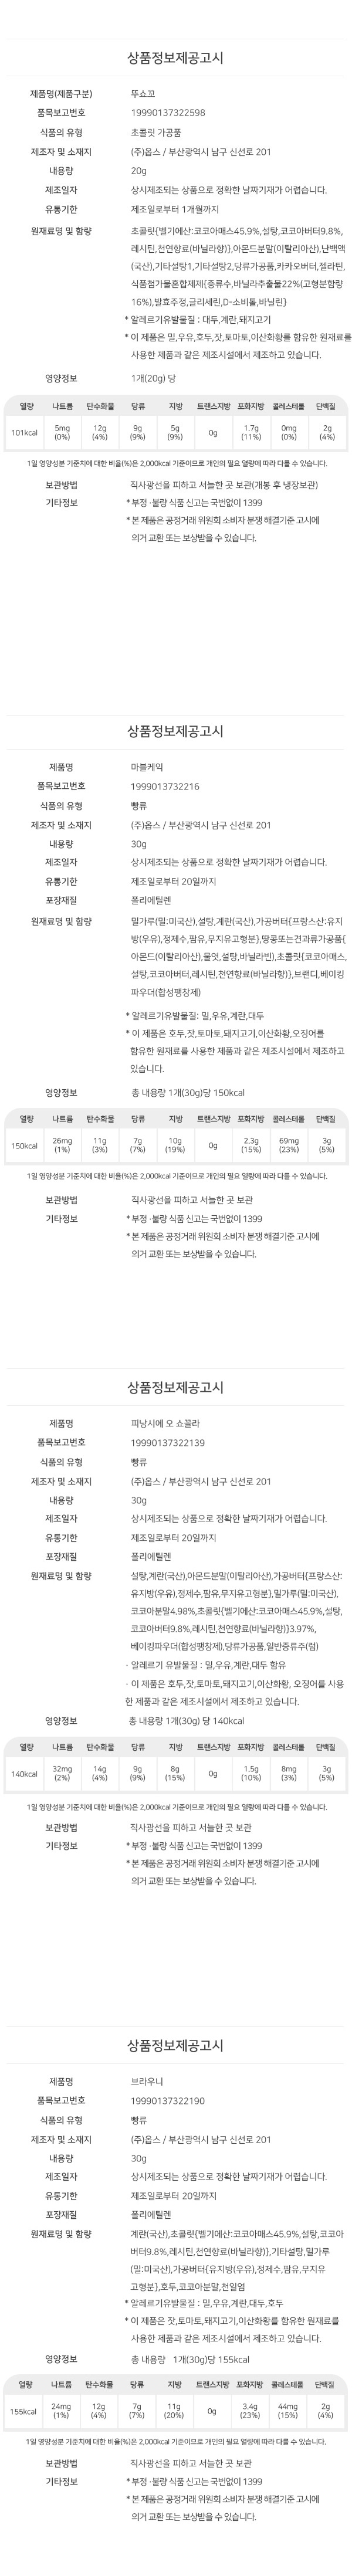 상품정보제공고시
제품명(제품구분) 뚜쇼꼬
품목보고번호 19990137322598
식품의 유형 초콜릿 가공품
제조자 및 소재지 (주)옵스 / 부산광역시 남구 신선로 201
내용량 20g
제조일자 상시제조되는 상품으로 정확한 날짜기재가 어렵습니다.
유통기한 제조일로부터 1개월까지
원재료명 및 함량 초콜릿{벨기에산:코코아매스45.9%,설탕,코코아버터9.8%,
레시틴,천연향료(바닐라향)},아몬드분말(이탈리아산),난백액
(국산),기타설탕1,기타설탕2,당류가공품,카카오버터,젤라틴,
식품첨가물혼합제제{증류수,바닐라추출물22%(고형분함량
16%),발효주정,글리세린,D-소비톨,바닐린}
* 알레르기유발물질 : 대두,계란,돼지고기
* 이 제품은 밀,우유,호두,잣,토마토,이산화황를 함유한 원재료를
사용한 제품과 같은 제조시설에서 제조하고 있습니다.
영양정보 1개(20g) 당
열량 나트륨 탄수화물 당류 지방 트랜스지방 포화지방 콜레스테롤 단백질
101kcal 5mg 12g 9g 5g 0g 1.7g 0mg 2g
(0%) (4%) (9%) (9%) (11%) (0%) (4%)
1일 영양성분 기준치에 대한 비율(%)은 2,000kcal 기준이므로 개인의 필요 열량에 따라 다를 수 있습니다.
보관방법 직사광선을 피하고 서늘한 곳 보관(개봉 후 냉장보관)
기타정보 * 부정 ·불량 식품 신고는 국번없이 1399
* 본 제품은 공정거래 위원회 소비자 분쟁 해결기준 고시에
의거 교환 또는 보상받을 수 있습니다.
상품정보제공고시
제품명 마블케익
품목보고번호 1999013732216
식품의 유형 빵류
제조자 및 소재지 (주)옵스 / 부산광역시 남구 신선로 201
내용량 30g
제조일자 상시제조되는 상품으로 정확한 날짜기재가 어렵습니다.
유통기한 제조일로부터 20일까지
포장재질 폴리에틸렌
원재료명 및 함량 밀가루(밀:미국산),설탕,계란(국산),가공버터{프랑스산:유지
방(우유),정제수,팜유,무지유고형분},땅콩또는견과류가공품{
아몬드(이탈리아산),물엿,설탕,바닐라빈},초콜릿{코코아매스,
설탕,코코아버터,레시틴,천연향료(바닐라향)},브랜디,베이킹
파우더(합성팽창제)
* 알레르기유발물질: 밀,우유,계란,대두
* 이 제품은 호두,잣,토마토,돼지고기,이산화황,오징어를
함유한 원재료를 사용한 제품과 같은 제조시설에서 제조하고
있습니다.
영양정보 총 내용량 1개(30g)당 150kcal
열량 나트륨 탄수화물 당류 지방 트랜스지방 포화지방 콜레스테롤 단백질
150kcal 26mg 11g 7g 10g 0g 2.3g 69mg 3g
(1%) (3%) (7%) (19%) (15%) (23%) (5%)
1일 영양성분 기준치에 대한 비율(%)은 2,000kcal 기준이므로 개인의 필요 열량에 따라 다를 수 있습니다.
보관방법 직사광선을 피하고 서늘한 곳 보관
기타정보 * 부정 ·불량 식품 신고는 국번없이 1399
* 본 제품은 공정거래 위원회 소비자 분쟁 해결기준 고시에
의거 교환 또는 보상받을 수 있습니다.
상품정보제공고시
제품명 피낭시에 오 쇼꼴라
품목보고번호 19990137322139
식품의 유형 빵류
제조자 및 소재지 (주)옵스 / 부산광역시 남구 신선로 201
내용량 30g
제조일자 상시제조되는 상품으로 정확한 날짜기재가 어렵습니다.
유통기한 제조일로부터 20일까지
포장재질 폴리에틸렌
원재료명 및 함량 설탕,계란(국산),아몬드분말(이탈리아산),가공버터{프랑스산:
유지방(우유),정제수,팜유,무지유고형분},밀가루(밀:미국산),
코코아분말4.98%,초콜릿{벨기에산:코코아매스45.9%,설탕,
코코아버터9.8%,레시틴,천연향료(바닐라향)}3.97%,
베이킹파우더(합성팽창제),당류가공품,일반증류주(럼)
· 알레르기 유발물질 : 밀,우유,계란,대두 함유
· 이 제품은 호두,잣,토마토,돼지고기,이산화황, 오징어를 사용
한 제품과 같은 제조시설에서 제조하고 있습니다.
영양정보 총 내용량 1개(30g) 당 140kcal
열량 나트륨 탄수화물 당류 지방 트랜스지방 포화지방 콜레스테롤 단백질
140kcal 32mg 14g 9g 8g 0g 1.5g 8mg 3g
(2%) (4%) (9%) (15%) (10%) (3%) (5%)
1일 영양성분 기준치에 대한 비율(%)은 2,000kcal 기준이므로 개인의 필요 열량에 따라 다를 수 있습니다.
보관방법 직사광선을 피하고 서늘한 곳 보관
기타정보 * 부정 ·불량 식품 신고는 국번없이 1399
* 본 제품은 공정거래 위원회 소비자 분쟁 해결기준 고시에
의거 교환 또는 보상받을 수 있습니다.
상품정보제공고시
제품명 브라우니
품목보고번호 19990137322190
식품의 유형 빵류
제조자 및 소재지 (주)옵스 / 부산광역시 남구 신선로 201
내용량 30g
제조일자 상시제조되는 상품으로 정확한 날짜기재가 어렵습니다.
유통기한 제조일로부터 20일까지
포장재질 폴리에틸렌
원재료명 및 함량 계란(국산),초콜릿{벨기에산:코코아매스45.9%,설탕,코코아
버터9.8%,레시틴,천연향료(바닐라향)},기타설탕,밀가루
(밀:미국산),가공버터{유지방(우유),정제수,팜유,무지유
고형분},호두,코코아분말,천일염
* 알레르기유발물질 : 밀,우유,계란,대두,호두
* 이 제품은 잣,토마토,돼지고기,이산화황를 함유한 원재료를
사용한 제품과 같은 제조시설에서 제조하고 있습니다.
영양정보 총 내용량 1개(30g)당 155kcal
열량 나트륨 탄수화물 당류 지방 트랜스지방 포화지방 콜레스테롤 단백질
155kcal 24mg 12g 7g 11g 0g 3.4g 44mg 2g
(1%) (4%) (7%) (20%) (23%) (15%) (4%)
1일 영양성분 기준치에 대한 비율(%)은 2,000kcal 기준이므로 개인의 필요 열량에 따라 다를 수 있습니다.
보관방법 직사광선을 피하고 서늘한 곳 보관
기타정보 * 부정 ·불량 식품 신고는 국번없이 1399
* 본 제품은 공정거래 위원회 소비자 분쟁 해결기준 고시에
의거 교환 또는 보상받을 수 있습니다.